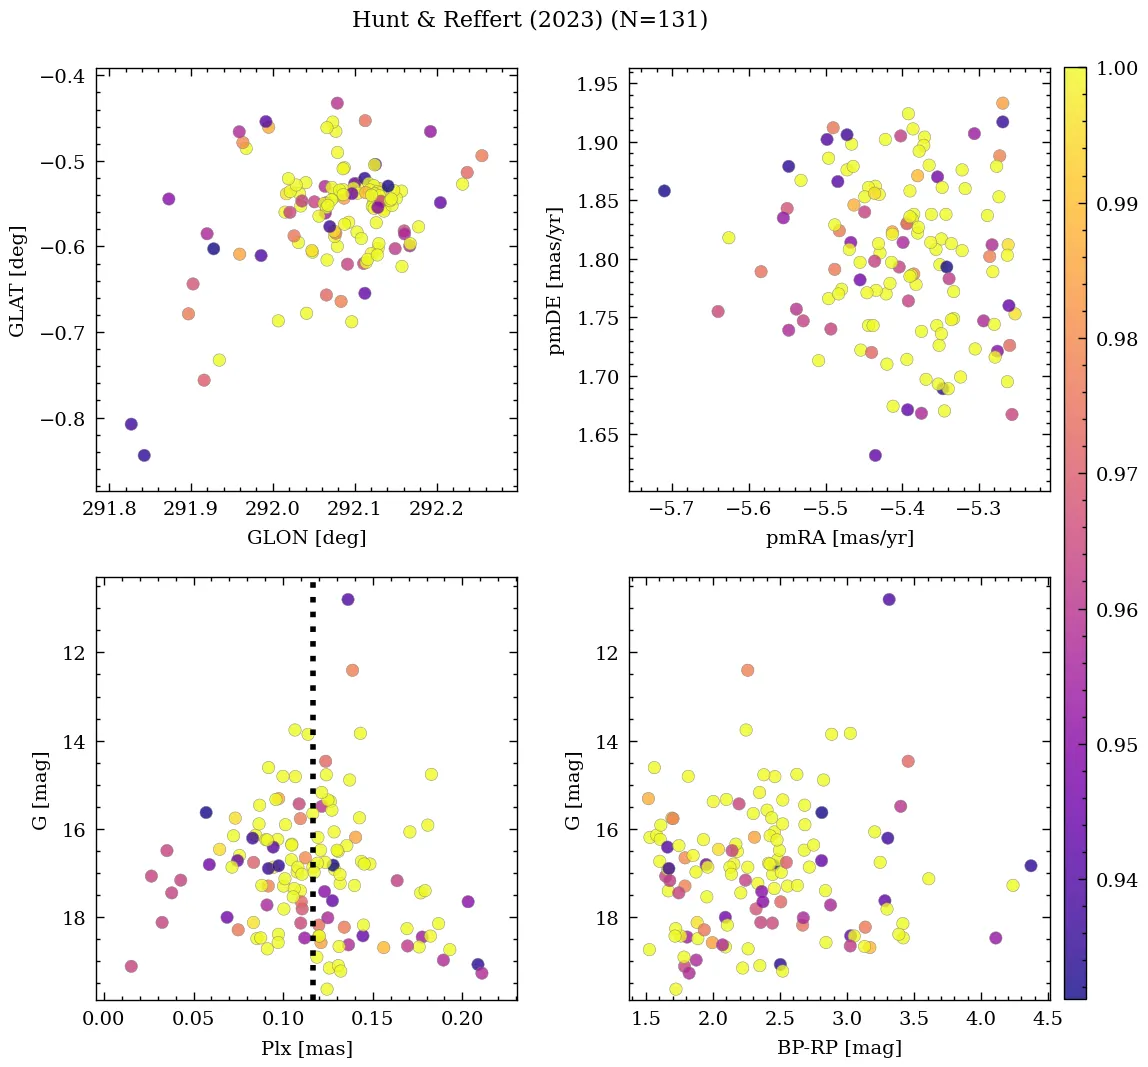 Hunt & Reffert (2023) (N=131)
−0.4
−0.5
−0.6
−0.7
−0.8
GLAT [deg]
291.8 291.9 292.0 292.1 292.2
GLON [deg]
1.95
1.90
1.85
1.80
1.75
1.70
1.65
pmDE [mas/yr]
−5.7 −5.6 −5.5 −5.4 −5.3
pmRA [mas/yr]
12
14
16
18
G [mag]
0.00 0.05 0.10 0.15 0.20
Plx [mas]
12
14
16
18
G [mag]
1.5 2.0 2.5 3.0 3.5 4.0 4.5
BP-RP [mag]
1.00
0.99
0.98
0.97
0.96
0.95
0.94